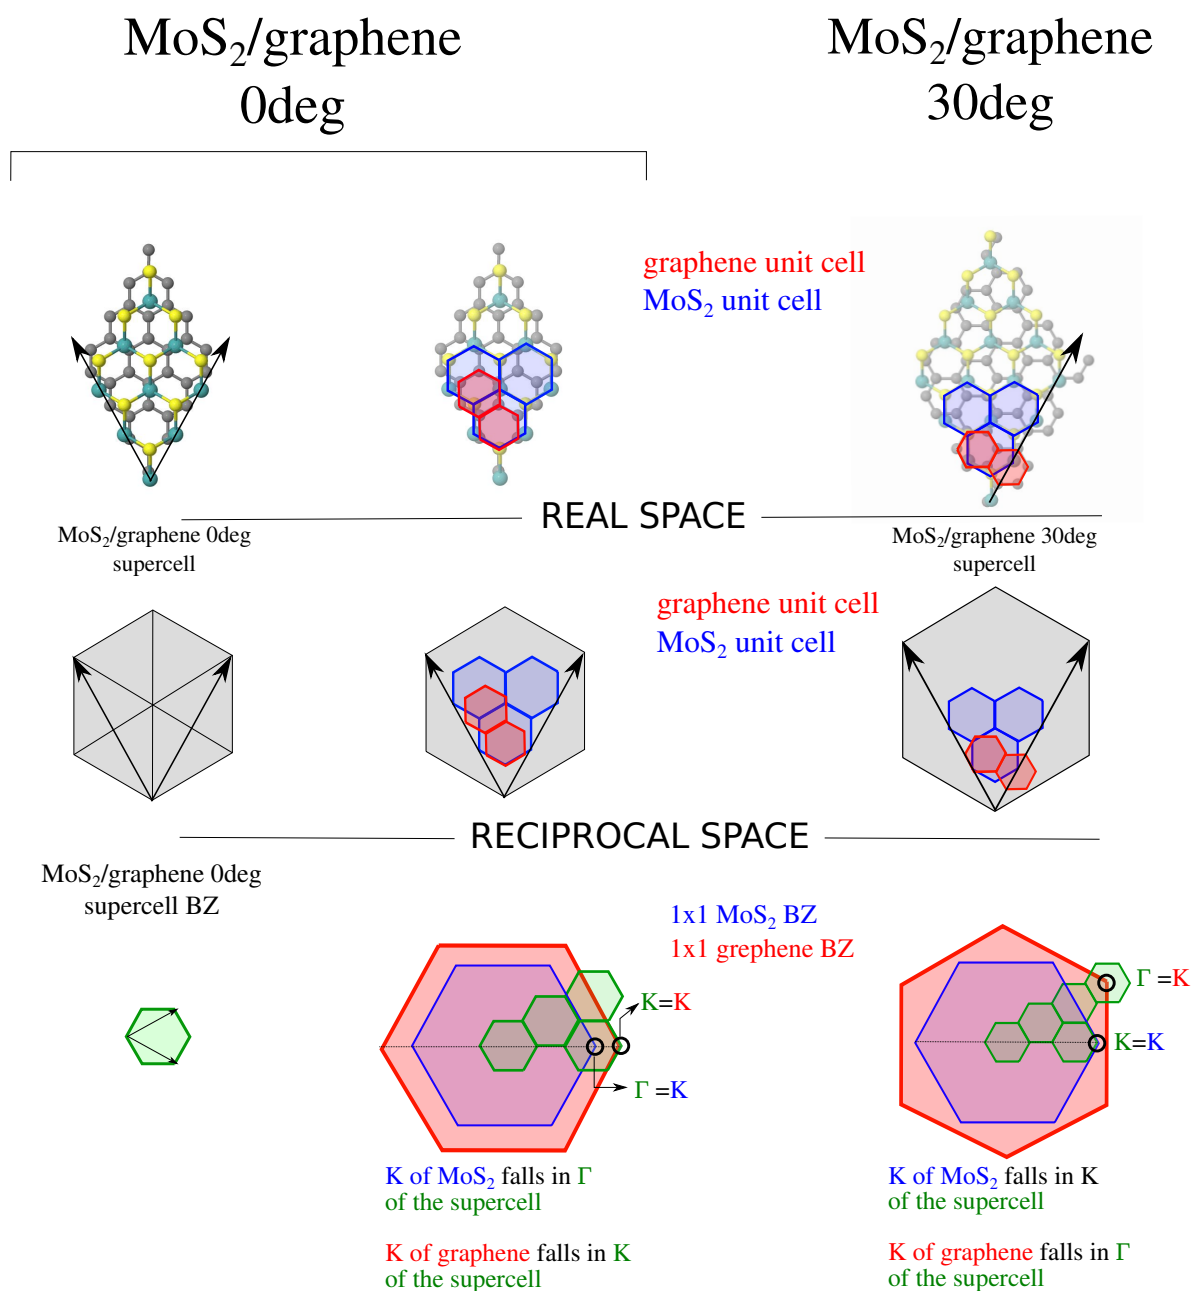 MoS₂/graphene
0deg
MoS₂/graphene
30deg
graphene unit cell
MoS₂ unit cell
REAL SPACE
MoS₂/graphene 0deg
supercell
MoS₂/graphene 30deg
supercell
graphene unit cell
MoS₂ unit cell
RECIPROCAL SPACE
MoS₂/graphene 0deg
supercell BZ
1x1 MoS₂ BZ
1x1 grephene BZ
K=K
Γ =K
Γ =K
K=K
K of MoS₂ falls in Γ
of the supercell
K of graphene falls in K
of the supercell
K of MoS₂ falls in K
of the supercell
K of graphene falls in Γ
of the supercell